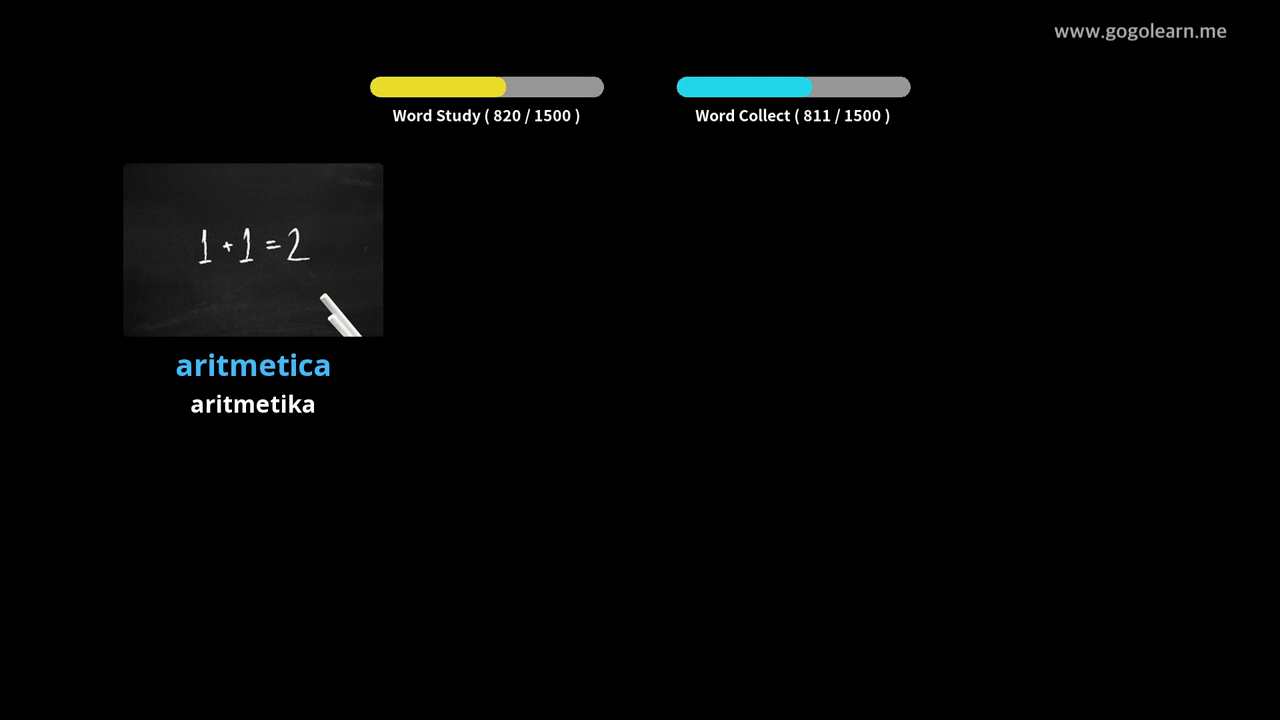 www.gogolearn.me
Word Study ( 820 / 1500 )
Word Collect ( 811 / 1500 )
1 + 1 = 2
aritmetica
aritmetika